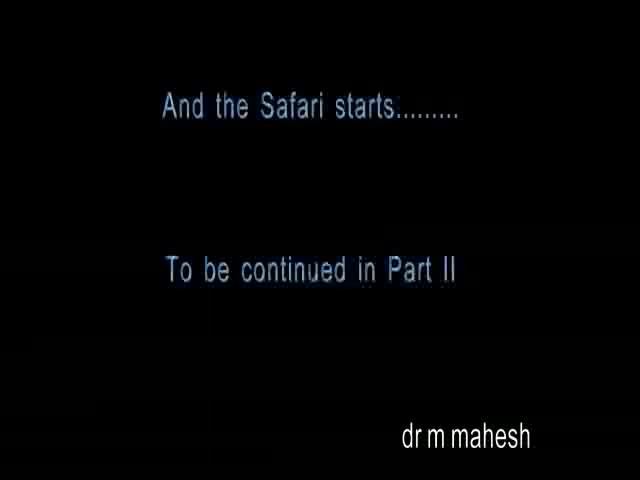 And the Safari starts:........
To be continued in Part II
dr m mahesh